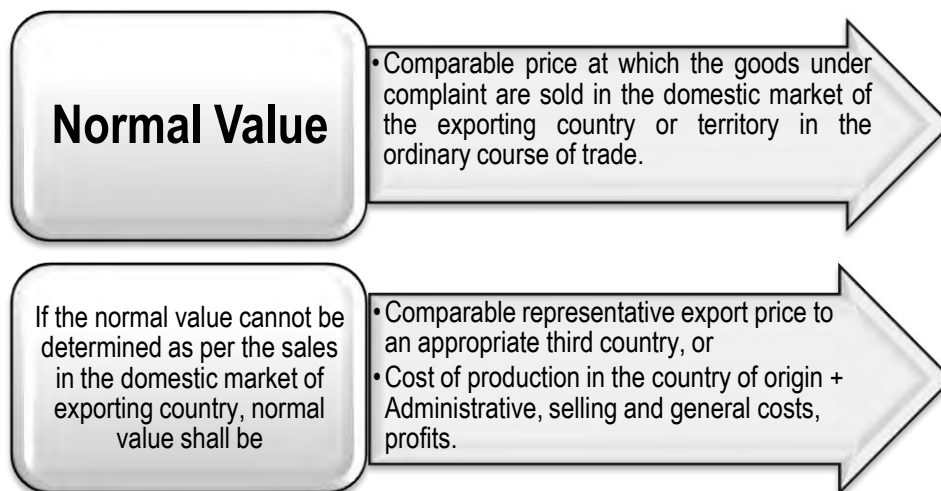 Normal Value
•Comparable price at which the goods under
complaint are sold in the domestic market of
the exporting country or territory in the
ordinary course of trade.
If the normal value cannot be
determined as per the sales
in the domestic market of
exporting country, normal
value shall be
•Comparable representative export price to
an appropriate third country, or
•Cost of production in the country of origin +
Administrative, selling and general costs,
profits.